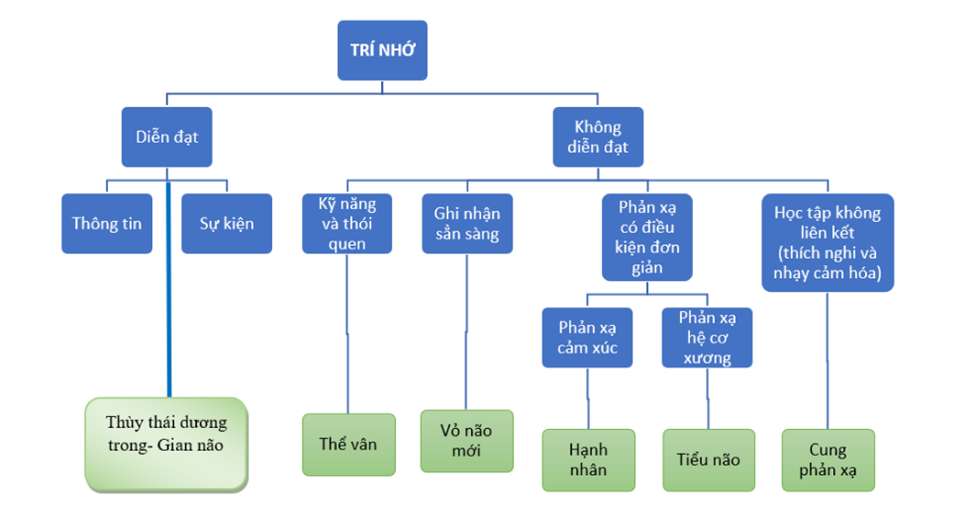 TRÍ NHỚ
Diễn đạt
Không
diễn đạt
Thông tin
Sự kiện
Kỹ năng
và thói
quen
Ghi nhận
sẳn sàng
Phản xạ
có điều
kiện đơn
giản
Học tập không
liên kết
(thích nghi và
nhạy cảm hóa)
Phản xạ
cảm xúc
Phản xạ
hệ cơ
xương
Thùy thái dương
trong- Gian não
Thể vân
Vỏ não
mới
Hạnh
nhân
Tiểu não
Cung
phản xạ